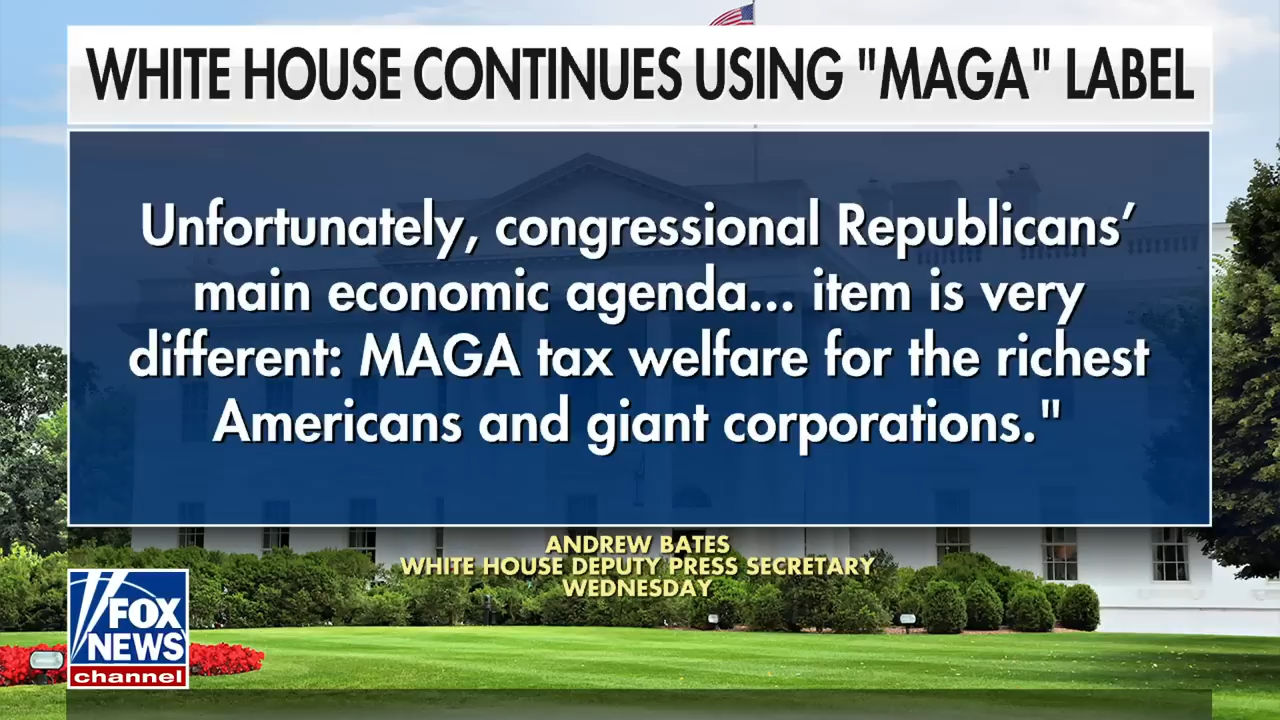 WHITE HOUSE CONTINUES USING "MAGA" LABEL
Unfortunately, congressional Republicans’
main economic agenda... item is very
different: MAGA tax welfare for the richest
Americans and giant corporations."
ANDREW BATES
WHITE HOUSE DEPUTY PRESS SECRETARY
WEDNESDAY
FOX
NEWS
channel